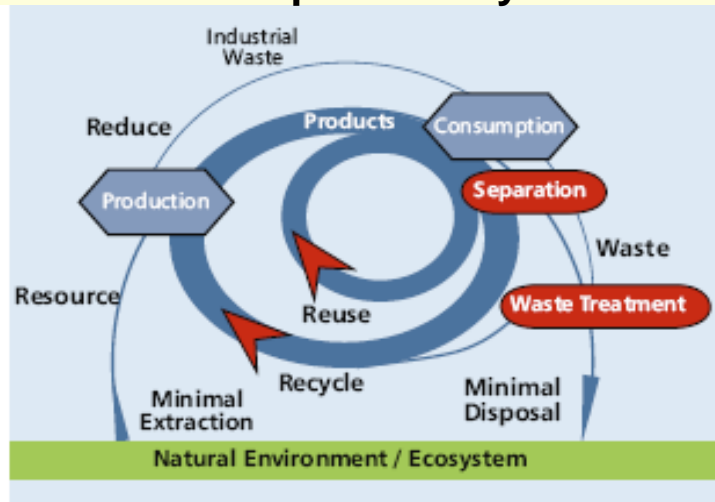 Industrial
Waste
Reduce
Products
Consumption
Production
Separation
Waste
Resource
Waste Treatment
Reuse
Recycle
Minimal
Extraction
Minimal
Disposal
Natural Environment / Ecosystem